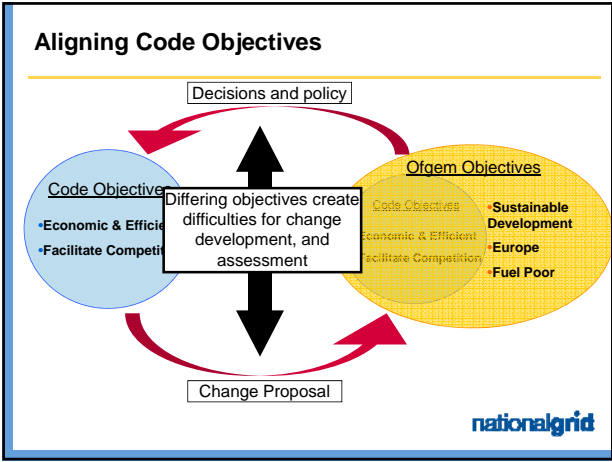 Aligning Code Objectives
Decisions and policy
Code Objective
•Economic & Efficie
•Facilitate Competit
Differing objectives create
difficulties for change
development, and
assessment
Ofgem Objectives
Code Objectives
Economic & Efficient
Facilitate Competition
•Sustainable
Development
•Europe
•Fuel Poor
Change Proposal
nationalgrid